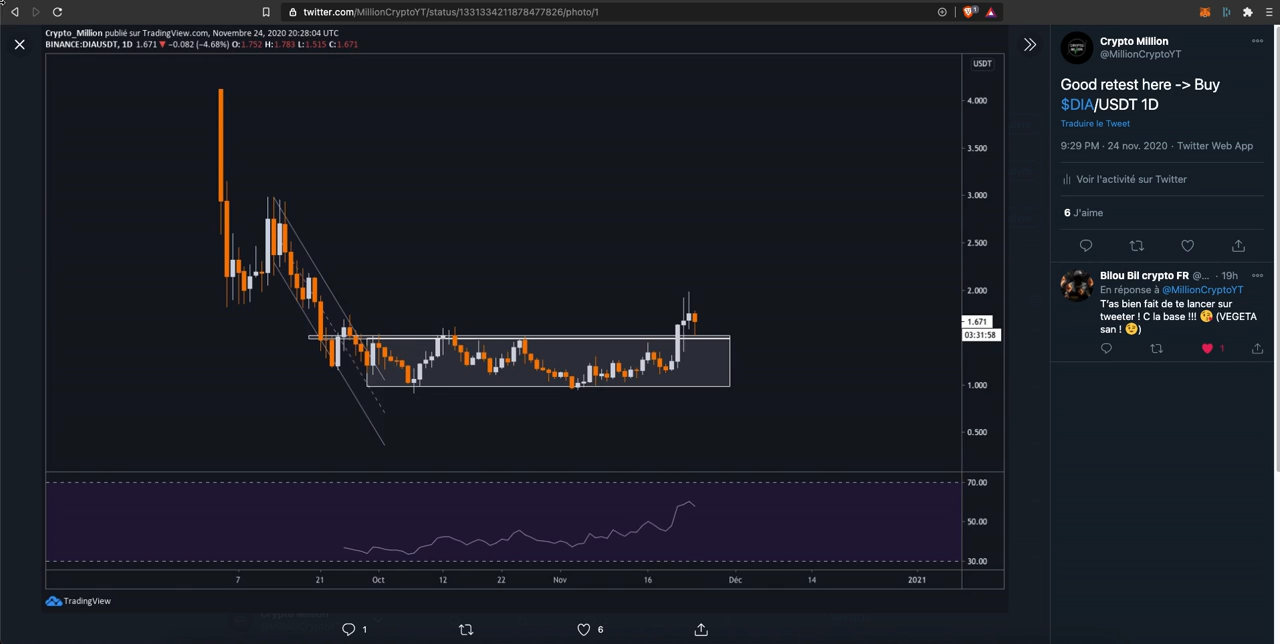 twitter.com/MillionCryptoYT/status/1331334211878477826/photo/1
1
Crypto_Million publié sur TradingView.com, Novembre 24, 2020 20:28:04 UTC
BINANCE:DIAUSDT, 1D 1.671 ▼ −0.082 (−4.68%) O:1.752 H:1.783 L:1.515 C:1.671
USDT
4.000
3.500
3.000
2.500
2.000
1.671
03:31:58
1.000
0.500
70.00
50.00
30.00
7 21 Oct 12 22 Nov 16 Déc 14 2021
TradingView
1 6
Crypto Million
@MillionCryptoYT
Good retest here -> Buy
$DIA/USDT 1D
Traduire le Tweet
9:29 PM · 24 nov. 2020 · Twitter Web App
Voir l'activité sur Twitter
6 J'aime
Bilou Bil crypto FR @... · 19h
En réponse à @MillionCryptoYT
T'as bien fait de te lancer sur
tweeter ! C la base !!! 😘 (VEGETA
san ! 😉)
1